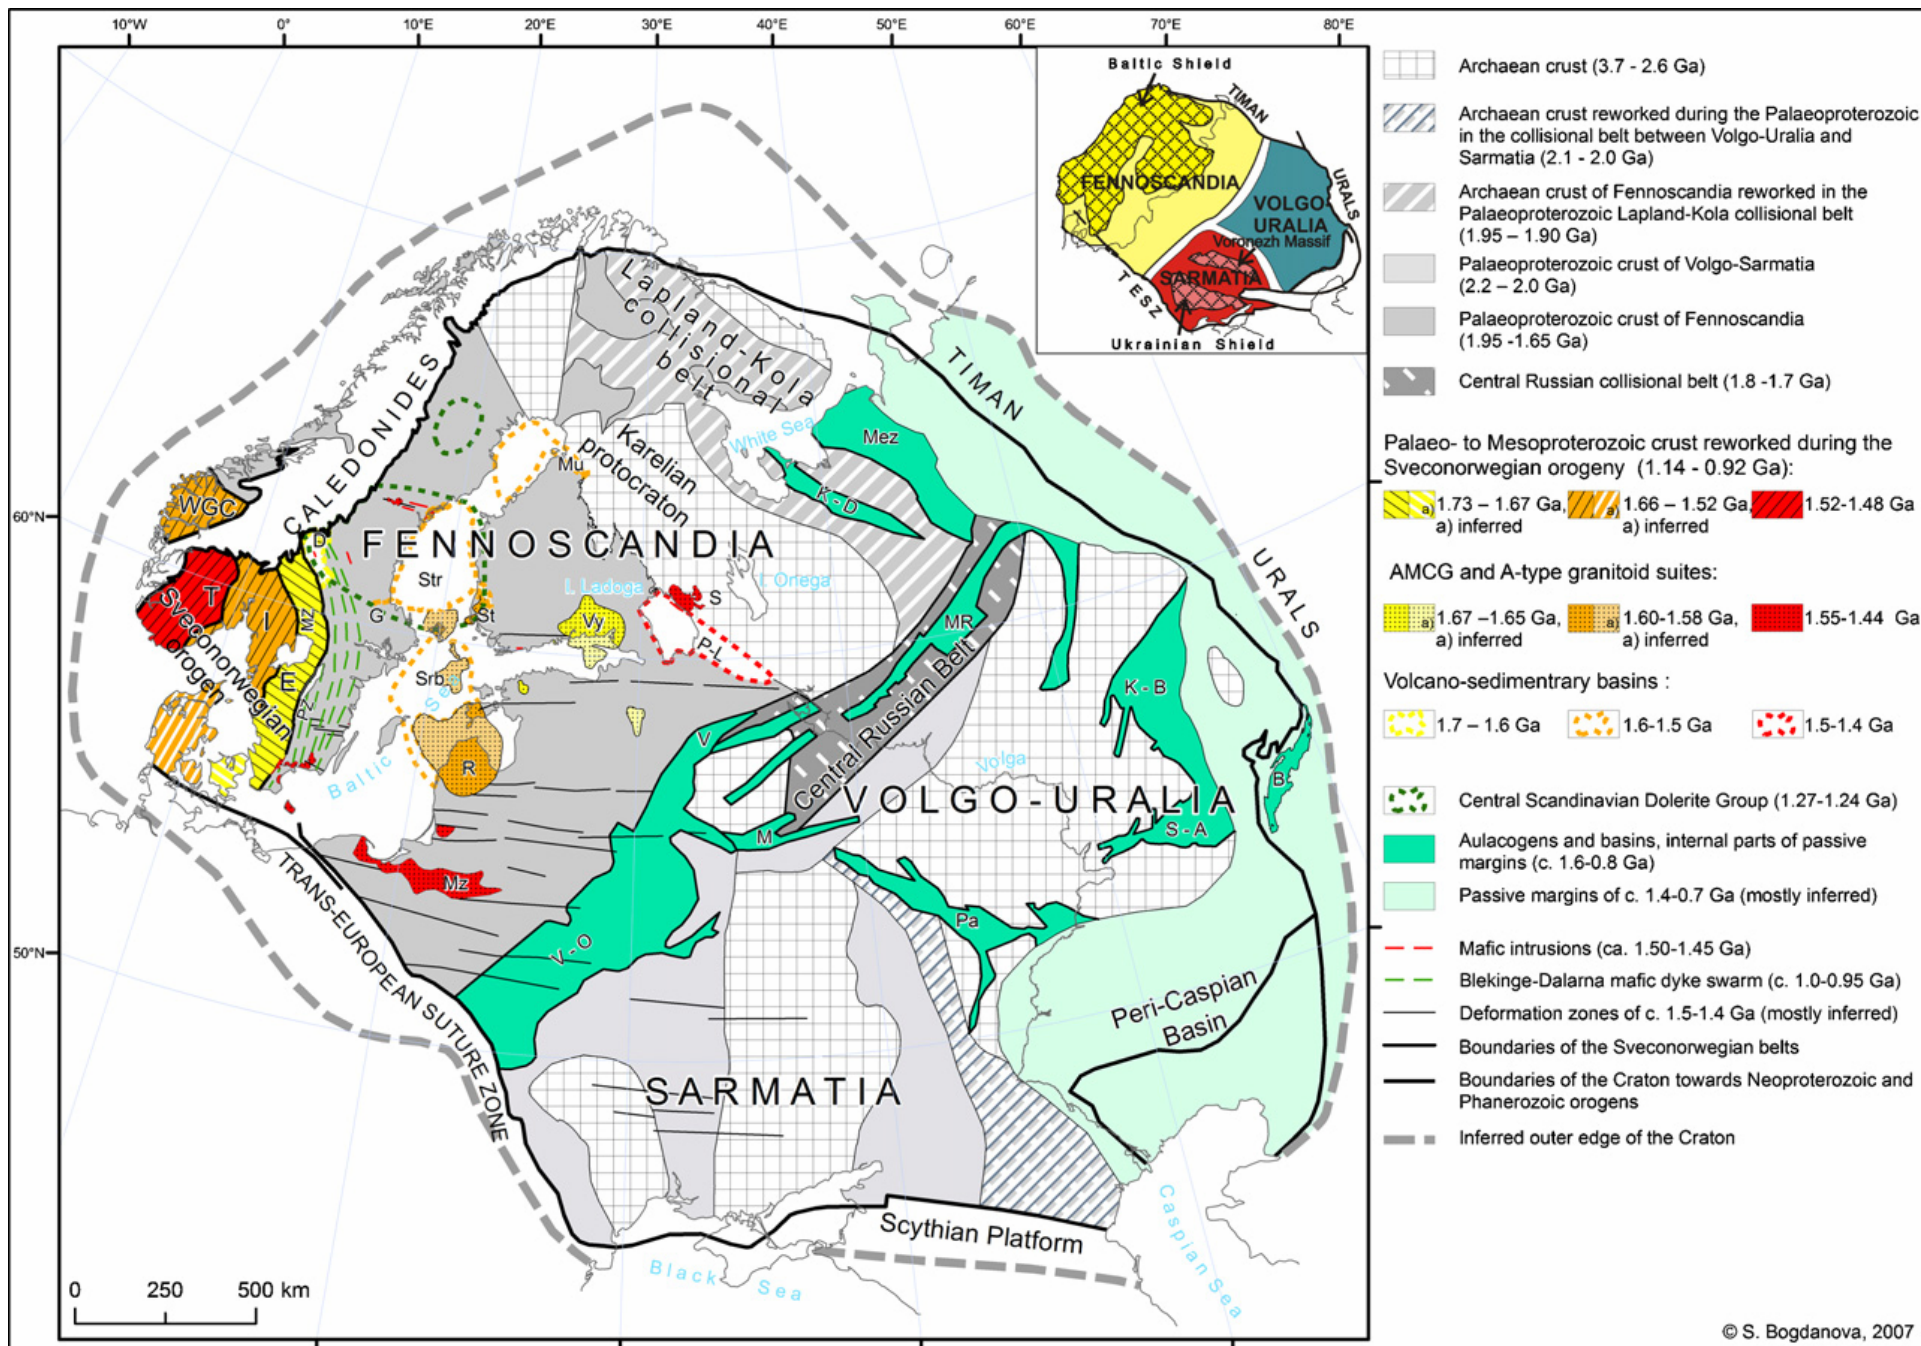 10°W 0° 10°E 20°E 30°E 40°E 50°E 60°E 70°E 80°E
60°N
50°N
Baltic Shield
TIMAN
FENNOSCANDIA
VOLGO
URALIA
URALS
Voronezh Massif
SARMATIA
TESZ
Ukrainian Shield
Lapland-Kola
collisional
belt
TIMAN
CALEDONIDES
Karelian
protocraton
White Sea
Mez
K - D
Mu
WGC
FENNOSCANDIA
D
Str
l. Ladoga
l. Onega
S
T
I
MZ
G
St
Vy
P-L
MR
URALS
Sveconorwegian
orogen
E
PZ
Srb
Sea
Baltic
R
V
Central Russian Belt
K - B
Volga
B
VOLGO-URALIA
M
S - A
Mz
Pa
V - O
TRANS-EUROPEAN SUTURE ZONE
Peri-Caspian
Basin
SARMATIA
Scythian Platform
Caspian Sea
Black Sea
0 250 500 km
Archaean crust (3.7 - 2.6 Ga)
Archaean crust reworked during the Palaeoproterozoic
in the collisional belt between Volgo-Uralia and
Sarmatia (2.1 - 2.0 Ga)
Archaean crust of Fennoscandia reworked in the
Palaeoproterozoic Lapland-Kola collisional belt
(1.95 – 1.90 Ga)
Palaeoproterozoic crust of Volgo-Sarmatia
(2.2 – 2.0 Ga)
Palaeoproterozoic crust of Fennoscandia
(1.95 -1.65 Ga)
Central Russian collisional belt (1.8 -1.7 Ga)
Palaeo- to Mesoproterozoic crust reworked during the
Sveconorwegian orogeny (1.14 - 0.92 Ga):
a) 1.73 – 1.67 Ga, a) 1.66 – 1.52 Ga, 1.52-1.48 Ga
a) inferred a) inferred
AMCG and A-type granitoid suites:
a) 1.67 –1.65 Ga, a) 1.60-1.58 Ga, 1.55-1.44 Ga
a) inferred a) inferred
Volcano-sedimentary basins :
1.7 – 1.6 Ga 1.6-1.5 Ga 1.5-1.4 Ga
Central Scandinavian Dolerite Group (1.27-1.24 Ga)
Aulacogens and basins, internal parts of passive
margins (c. 1.6-0.8 Ga)
Passive margins of c. 1.4-0.7 Ga (mostly inferred)
Mafic intrusions (ca. 1.50-1.45 Ga)
Blekinge-Dalarna mafic dyke swarm (c. 1.0-0.95 Ga)
Deformation zones of c. 1.5-1.4 Ga (mostly inferred)
Boundaries of the Sveconorwegian belts
Boundaries of the Craton towards Neoproterozoic and
Phanerozoic orogens
Inferred outer edge of the Craton
© S. Bogdanova, 2007